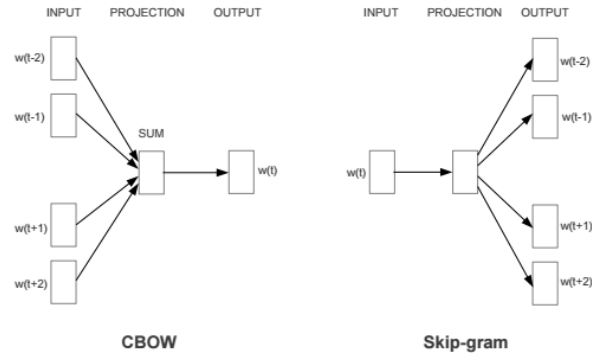 INPUT PROJECTION OUTPUT
w(t-2)
w(t-1)
SUM
w(t)
w(t+1)
w(t+2)
CBOW
INPUT PROJECTION OUTPUT
w(t-2)
w(t-1)
w(t)
w(t+1)
w(t+2)
Skip-gram